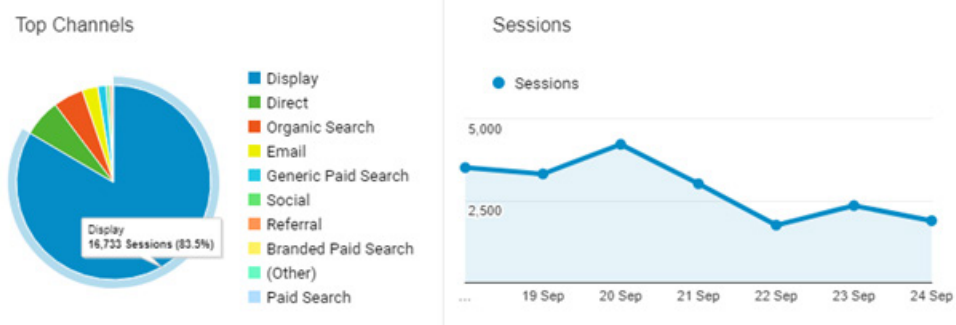 Top Channels
Display
Direct
Organic Search
Email
Generic Paid Search
Social
Referral
Branded Paid Search
(Other)
Paid Search
Display
16,733 Sessions (83.5%)
Sessions
Sessions
5,000
2,500
... 19 Sep 20 Sep 21 Sep 22 Sep 23 Sep 24 Sep